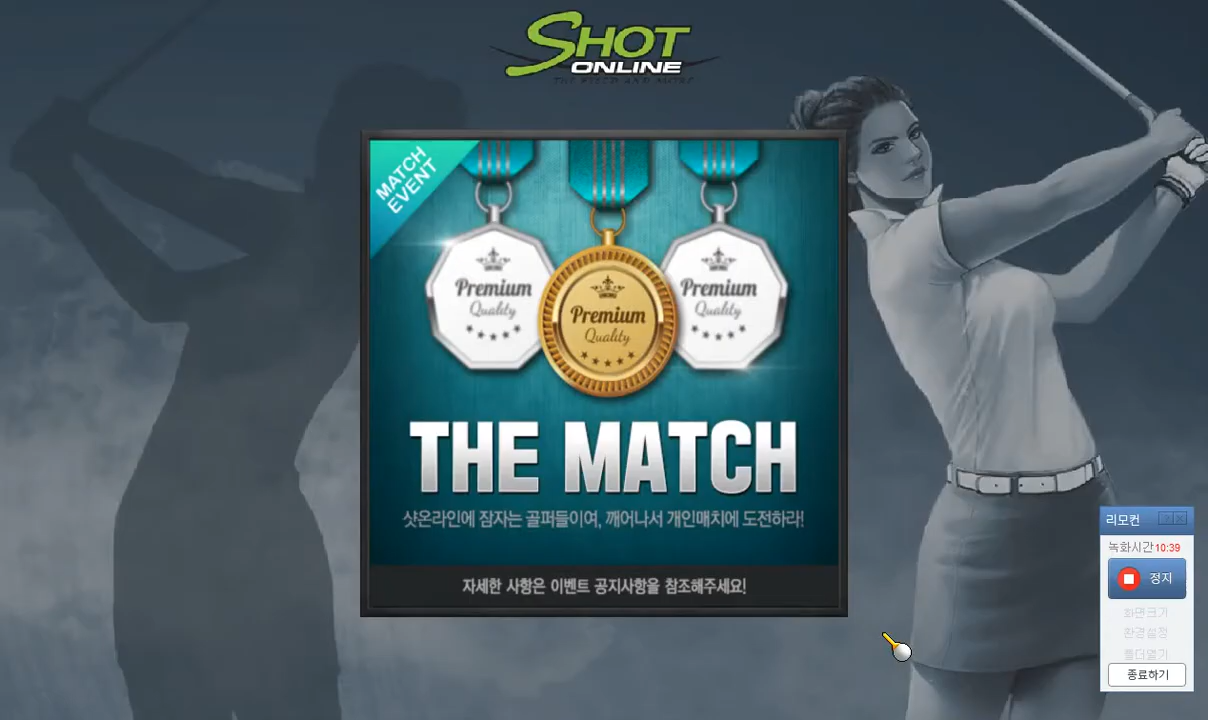 SHOT
ONLINE
MATCH
EVENT
Premium
Quality
Premium
Quality
Premium
Quality
THE MATCH
샷온라인에 잠자는 골퍼들이여, 깨어나서 개인매치에 도전하라!
자세한 사항은 이벤트 공지사항을 참조해주세요!
리모컨
녹화시간10:39
정지
화면크기
환경설정
폴더열기
종료하기